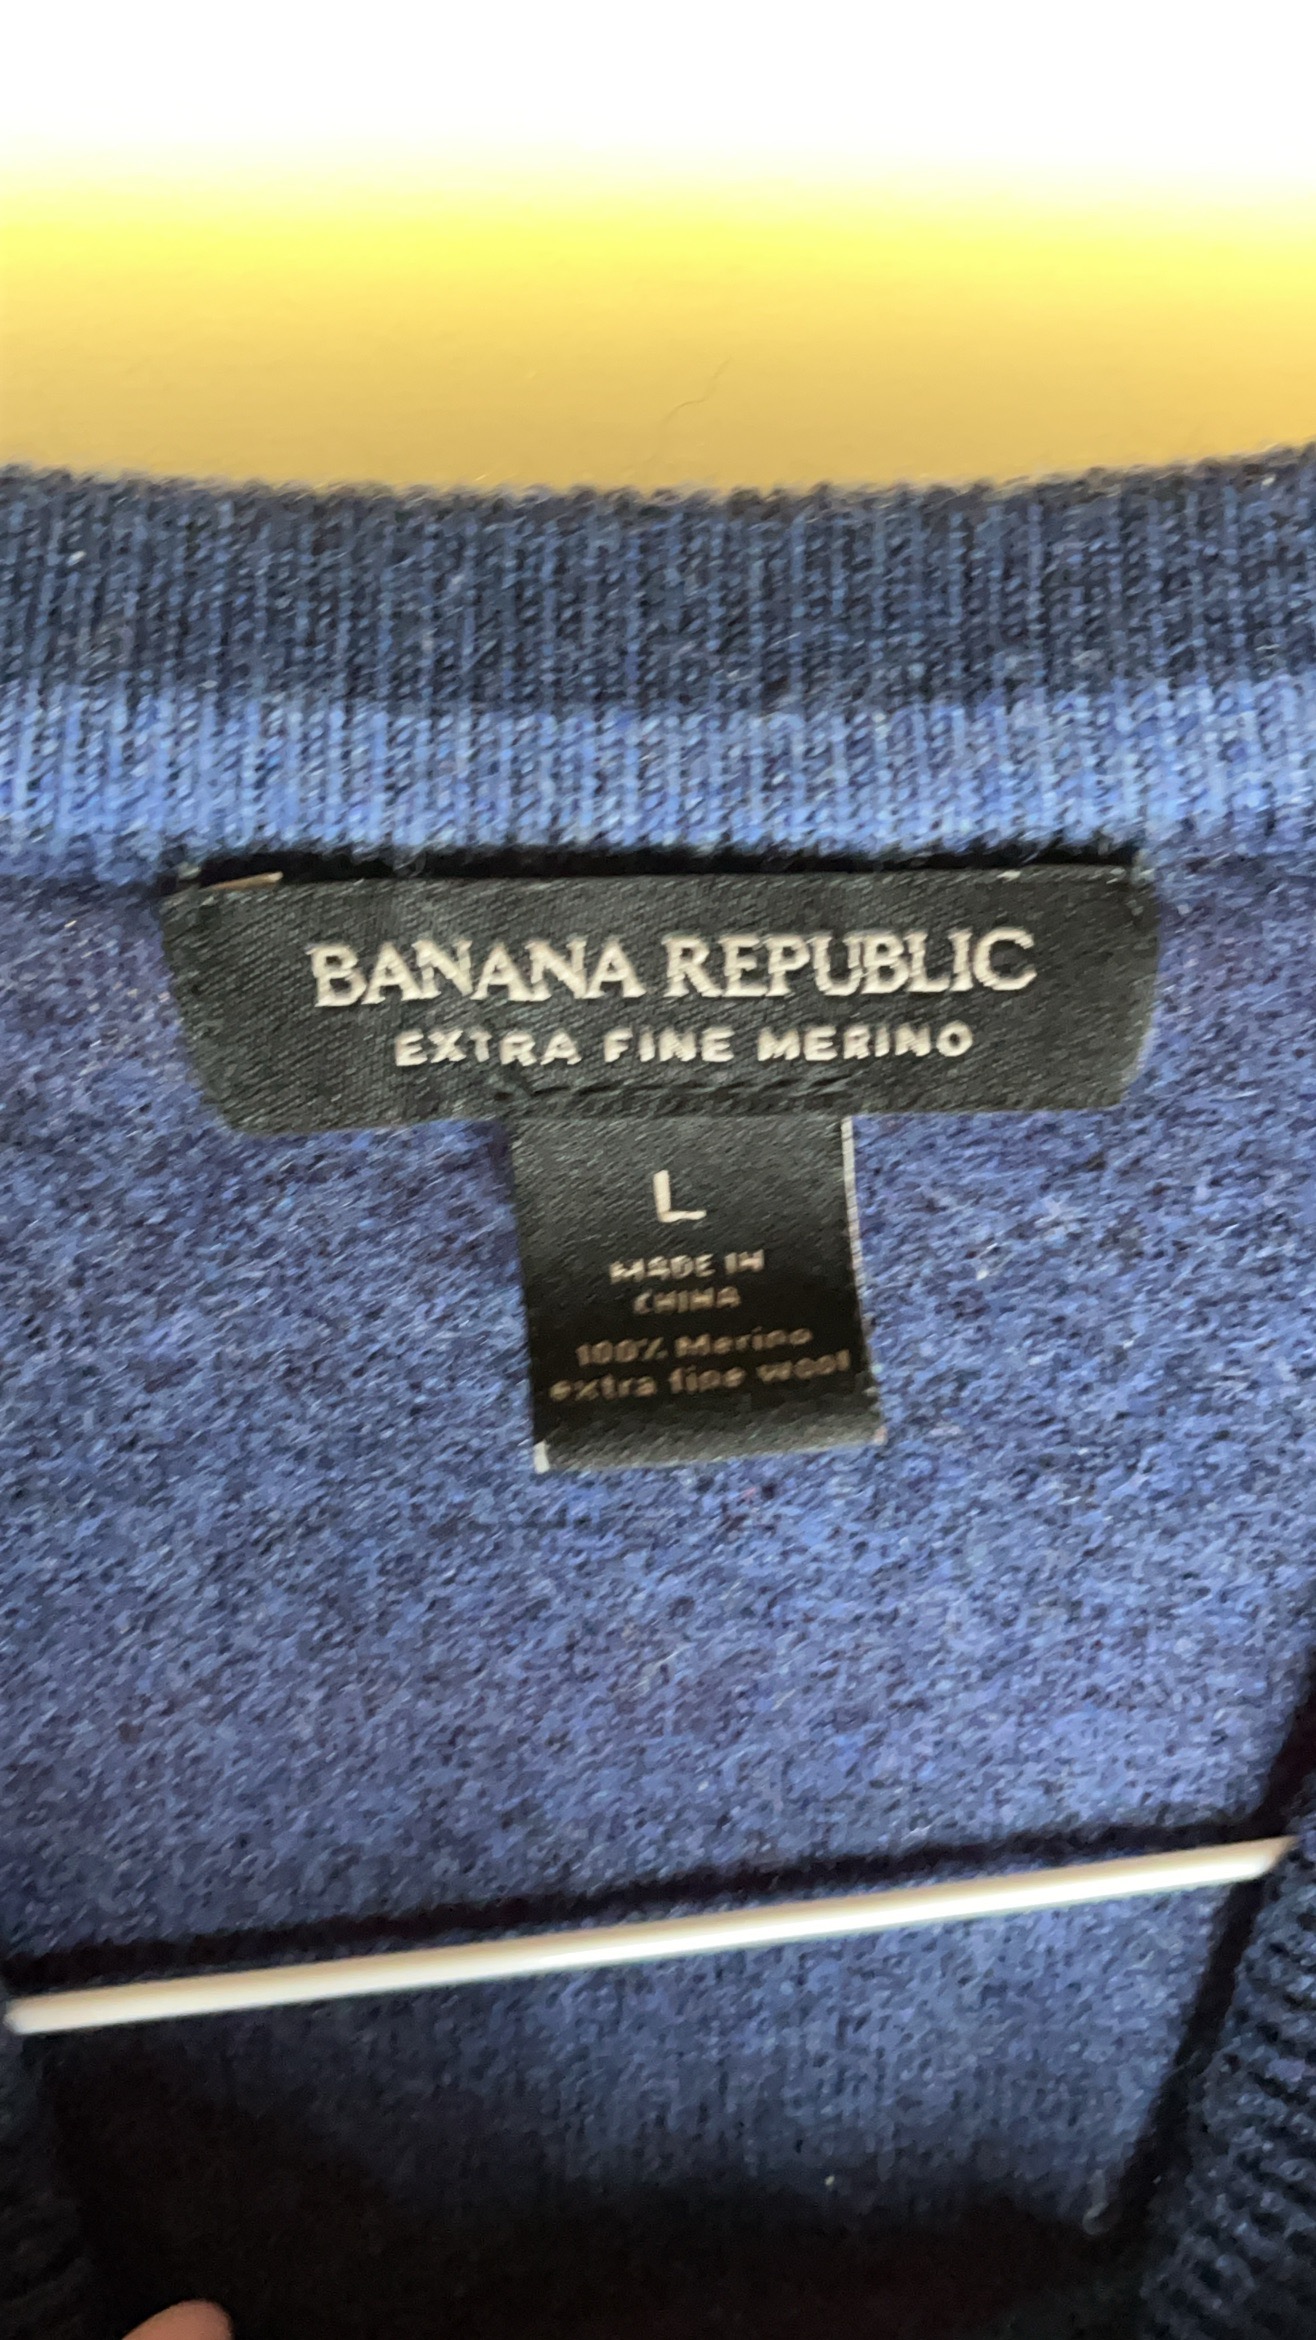 BANANA REPUBLIC
EXTRA FINE MERINO
L
MADE IN
CHINA
100% Merino
extra fine wool